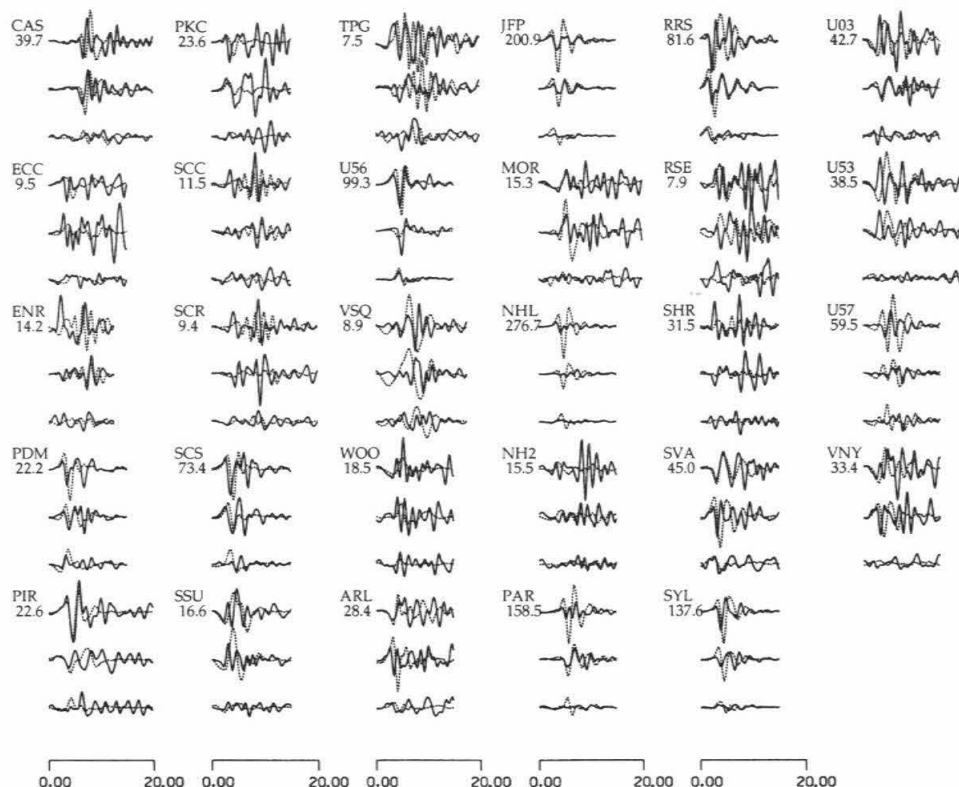 CAS PKC TPG JFP RRS U03
39.7 23.6 7.5 200.9 81.6 42.7
ECC SCC U56 MOR RSE U53
9.5 11.5 99.3 15.3 7.9 38.5
ENR SCR VSQ NHL SHR U57
14.2 9.4 8.9 276.7 31.5 59.5
PDM SCS WOO NH2 SVA VNY
22.2 73.4 18.5 15.5 45.0 33.4
PIR SSU ARL PAR SYL
22.6 16.6 28.4 158.5 137.6
0.00 20.00 0.00 20.00 0.00 20.00 0.00 20.00 0.00 20.00